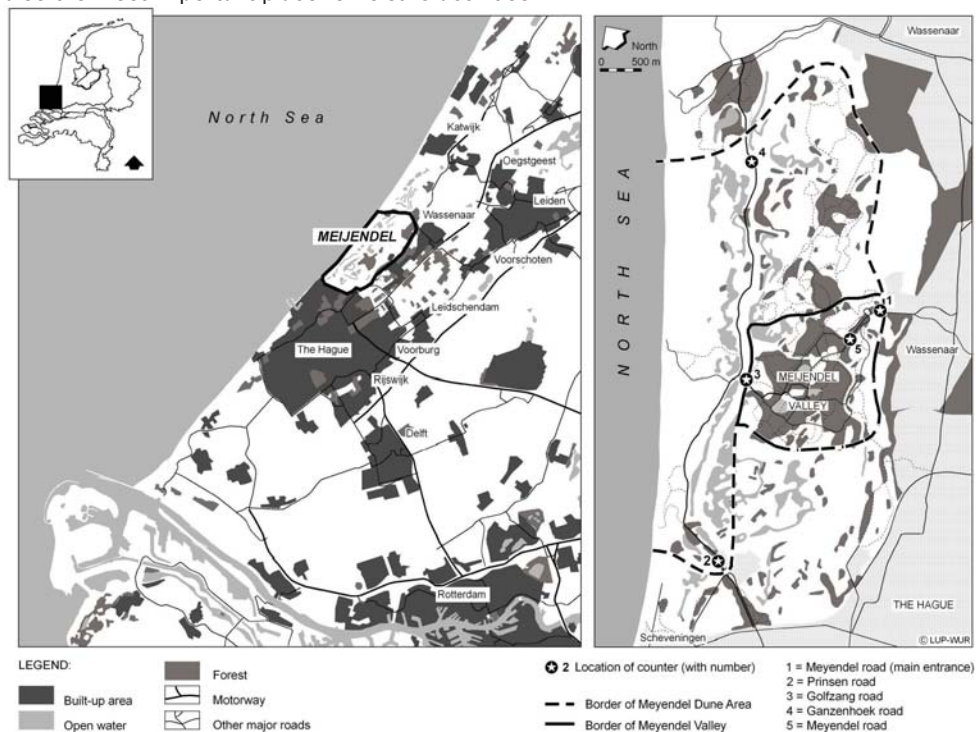 North Sea
Katwijk
Oegstgeest
Leiden
Wassenaar
MEIJENDEL
Voorschoten
Leidschendam
The Hague
Voorburg
Rijswijk
Delft
Rotterdam
North
0 500 m
Wassenaar
4
NORTH SEA
1
5
Wassenaar
3
MEIJENDEL
VALLEY
2
THE HAGUE
Scheveningen
© LUP-WUR
LEGEND:
Built-up area
Open water
Forest
Motorway
Other major roads
2 Location of counter (with number)
Border of Meyendel Dune Area
Border of Meyendel Valley
1 = Meyendel road (main entrance)
2 = Prinsen road
3 = Golfzang road
4 = Ganzenhoek road
5 = Meyendel road